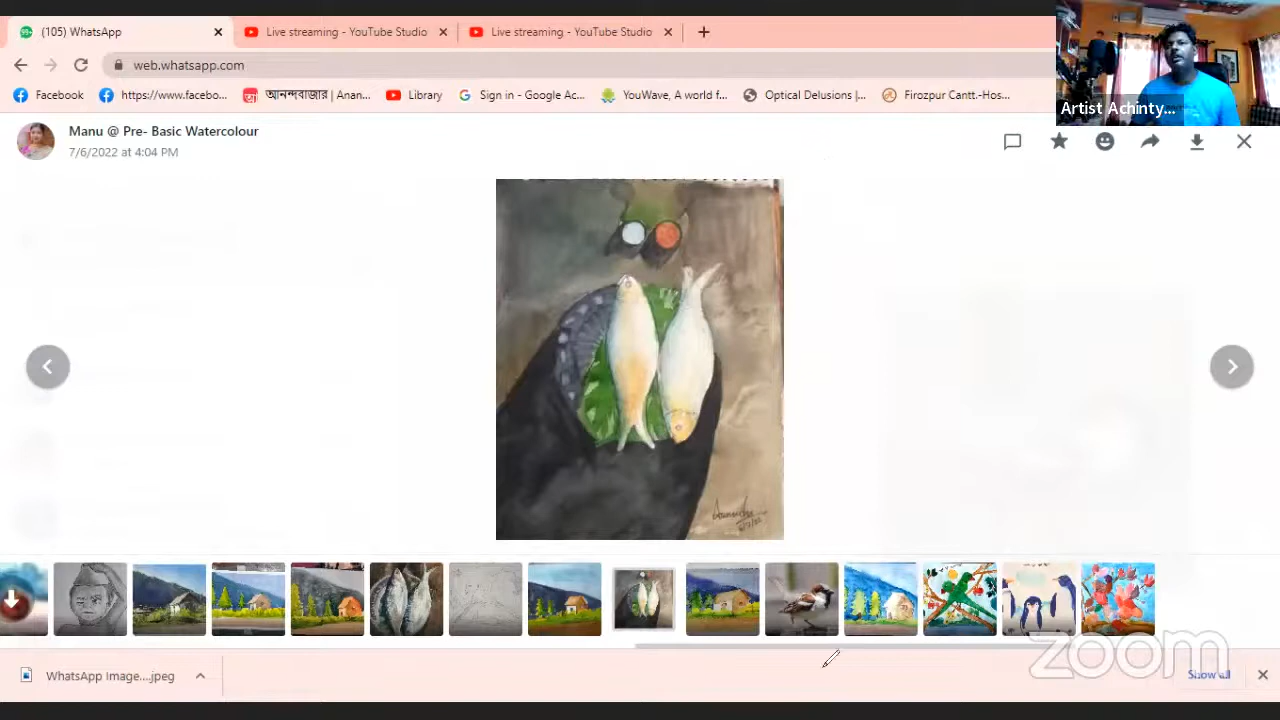 (105) WhatsApp
Live streaming - YouTube Studio
Live streaming - YouTube Studio
web.whatsapp.com
Facebook
https://www.facebo...
আনন্দবাজার | Anan...
Library
Sign in - Google Ac...
YouWave, A world f...
Optical Delusions |...
Firozpur Cantt.-Hos...
Artist Achinty...
Manu @ Pre- Basic Watercolour
7/6/2022 at 4:04 PM
WhatsApp Image....jpeg
Show all
zoom